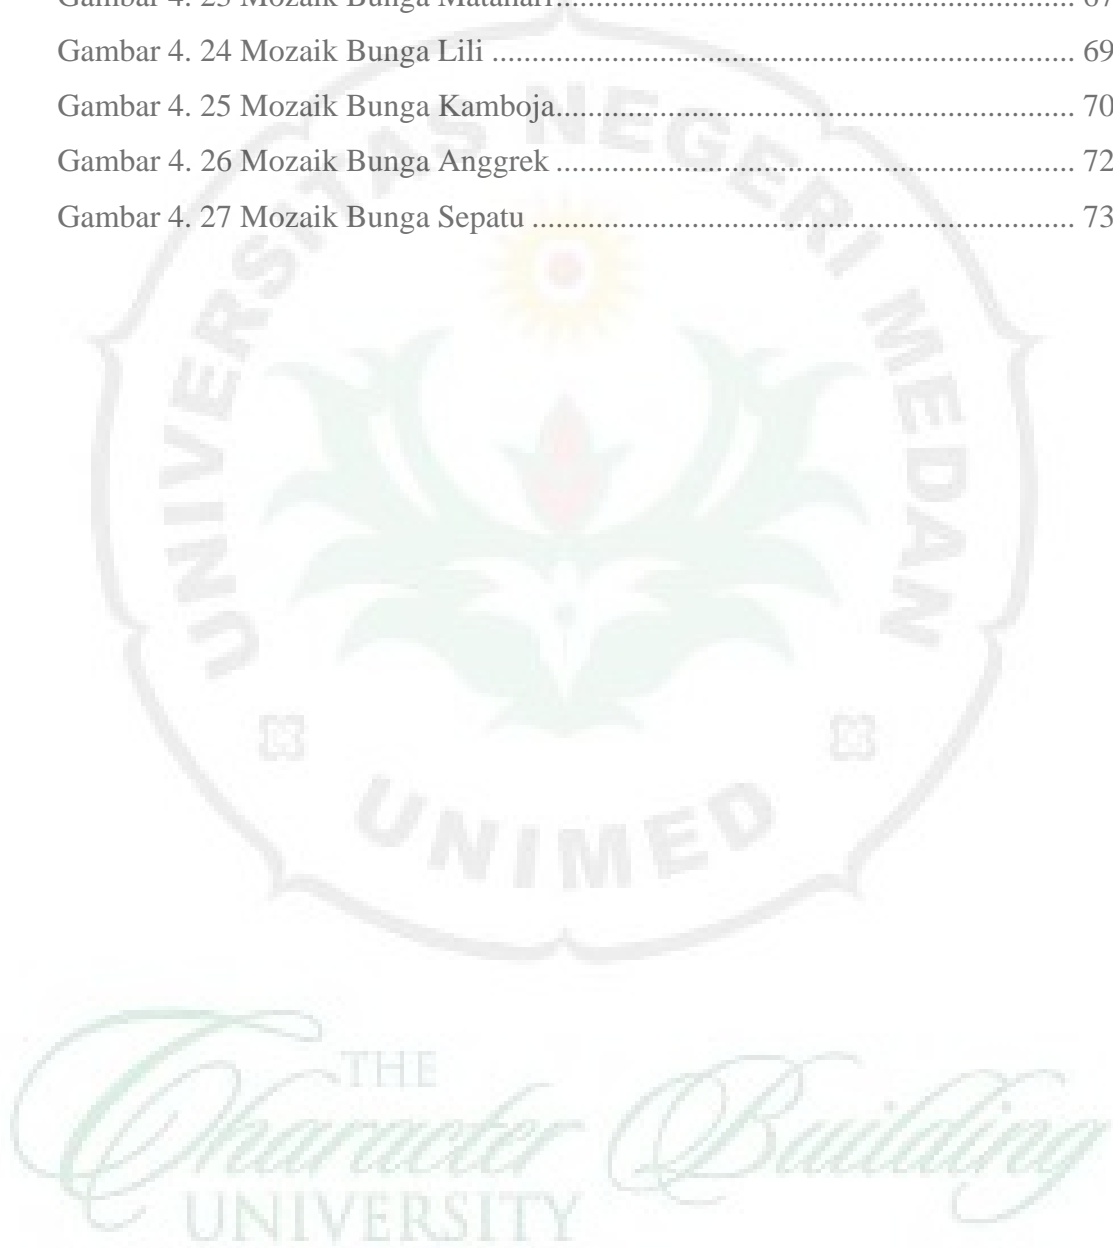 Gambar 4. 23 Mozaik Bunga Matahari.................................................................. 67
Gambar 4. 24 Mozaik Bunga Lili .......................................................................... 69
Gambar 4. 25 Mozaik Bunga Kamboja.................................................................. 70
Gambar 4. 26 Mozaik Bunga Anggrek .................................................................. 72
Gambar 4. 27 Mozaik Bunga Sepatu ..................................................................... 73
UNIVERSITAS NEGERI MEDAN
UNIMED
THE
Character Building
UNIVERSITY